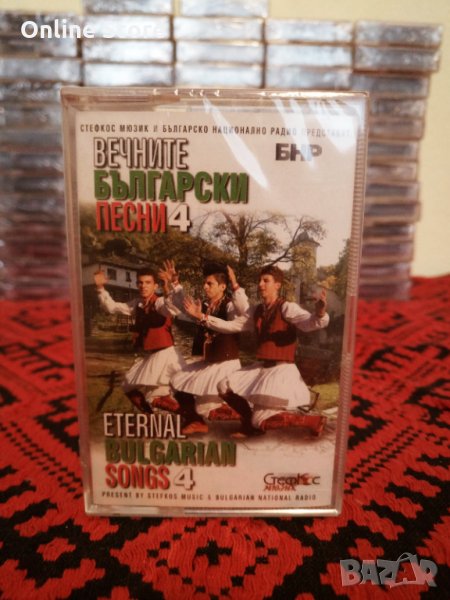 Online Store
СТЕФКОС МЮЗИК И БЪЛГАРСКО НАЦИОНАЛНО РАДИО ПРЕДСТАВЯТ
ВЕЧНИТЕ
БЪЛГАРСКИ
ПЕСНИ 4
БНР
ETERNAL
BULGARIAN
SONGS 4
PRESENT BY STEFKOS MUSIC & BULGARIAN NATIONAL RADIO
BAZAR